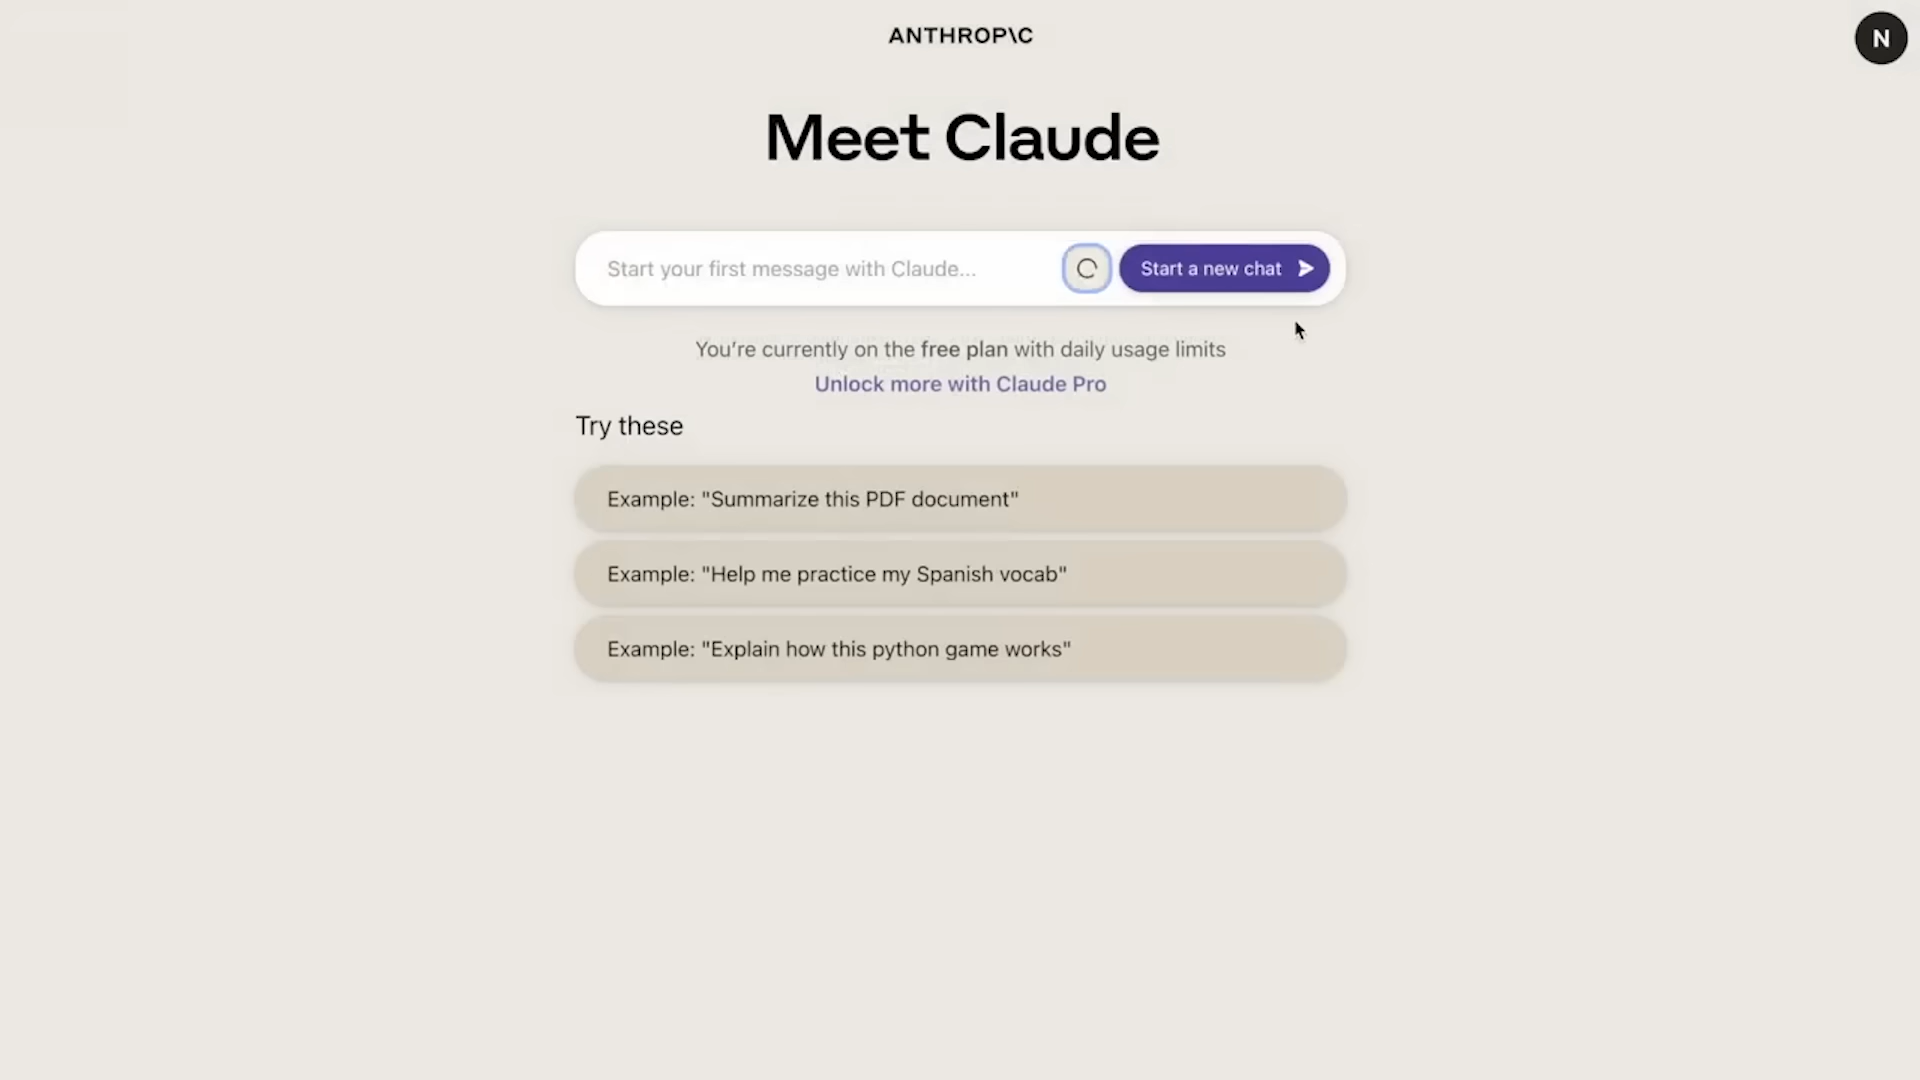 ANTHROP\C
N
Meet Claude
Start your first message with Claude...
Start a new chat
You’re currently on the free plan with daily usage limits
Unlock more with Claude Pro
Try these
Example: "Summarize this PDF document"
Example: "Help me practice my Spanish vocab"
Example: "Explain how this python game works"